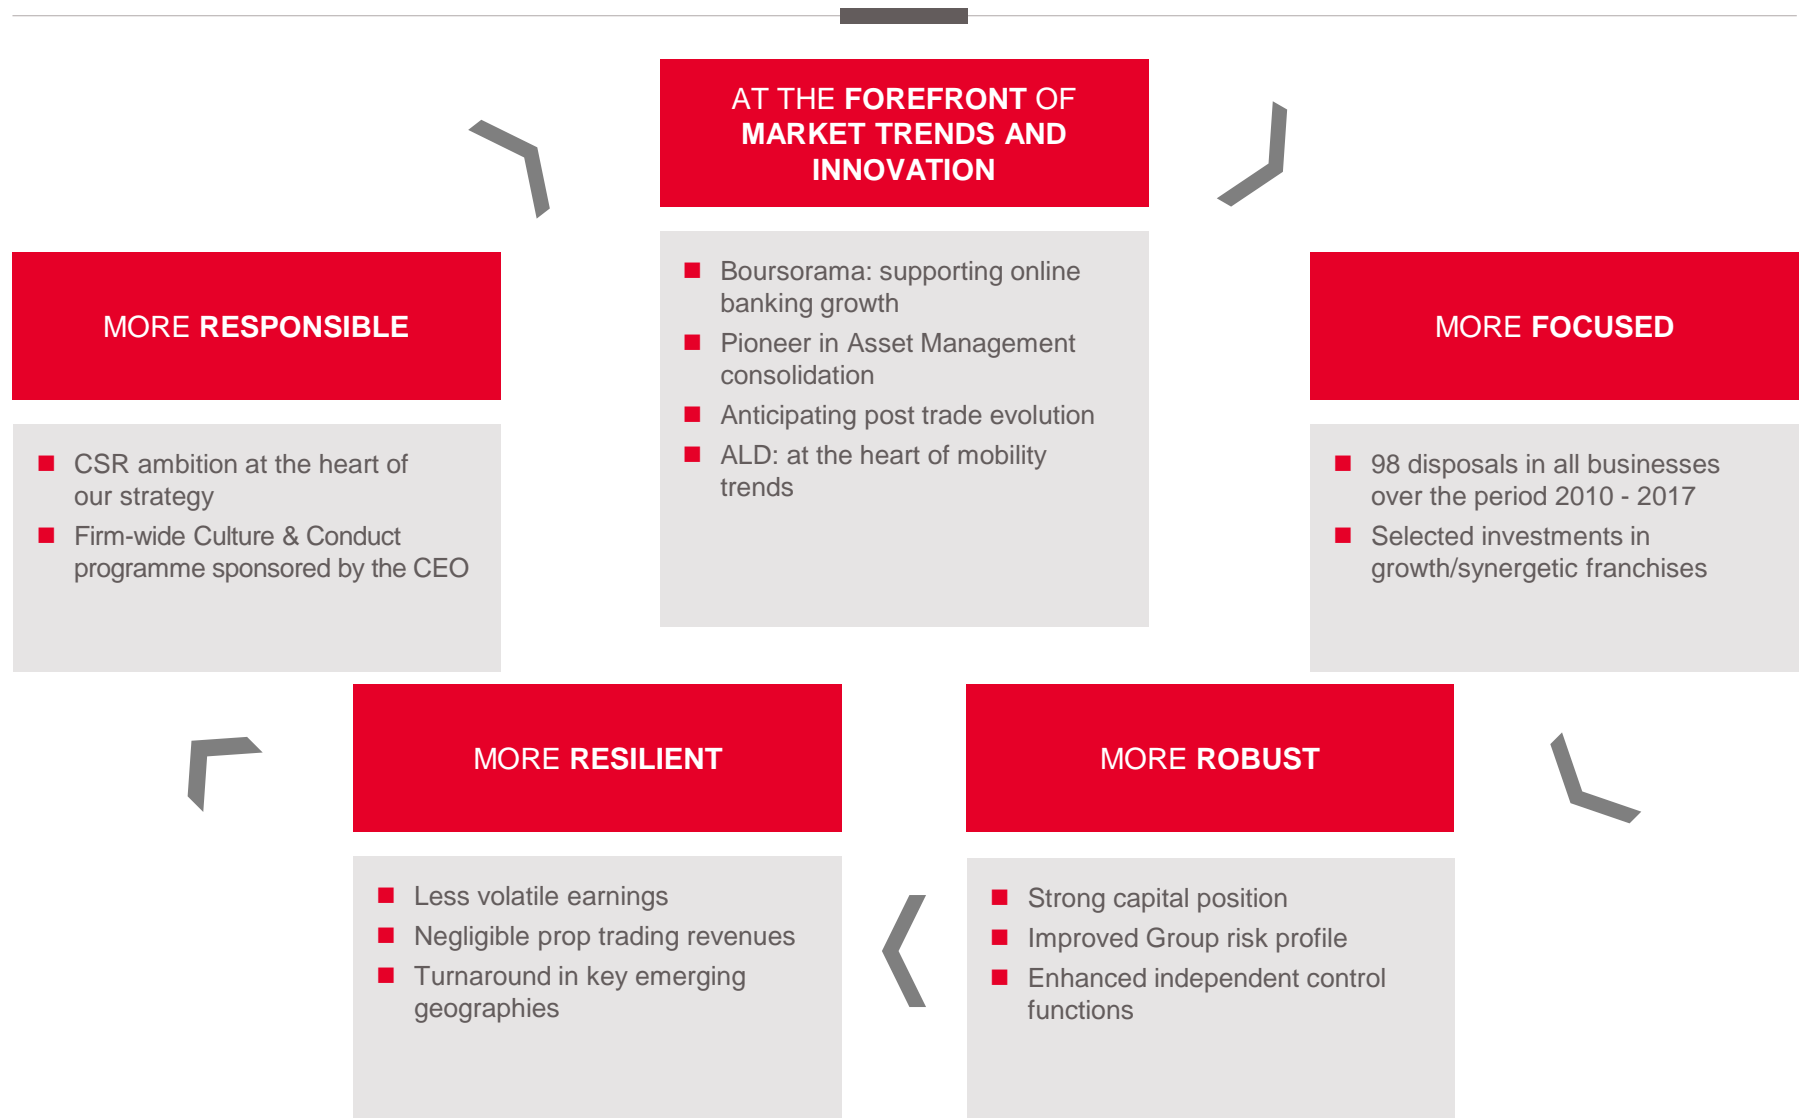 AT THE FOREFRONT OF
MARKET TRENDS AND
INNOVATION
Boursorama: supporting online
banking growth
Pioneer in Asset Management
consolidation
Anticipating post trade evolution
ALD: at the heart of mobility
trends
MORE RESPONSIBLE
CSR ambition at the heart of
our strategy
Firm-wide Culture & Conduct
programme sponsored by the CEO
MORE FOCUSED
98 disposals in all businesses
over the period 2010 - 2017
Selected investments in
growth/synergetic franchises
MORE RESILIENT
Less volatile earnings
Negligible prop trading revenues
Turnaround in key emerging
geographies
MORE ROBUST
Strong capital position
Improved Group risk profile
Enhanced independent control
functions